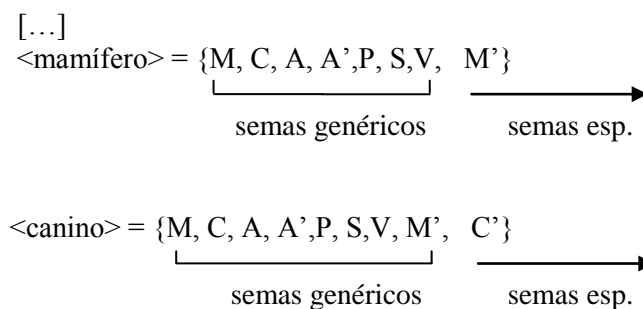 […]
<mamífero> = {M, C, A, A’,P, S,V, M’}
semas genéricos semas esp.
<canino> = {M, C, A, A’,P, S,V, M’, C’}
semas genéricos semas esp.